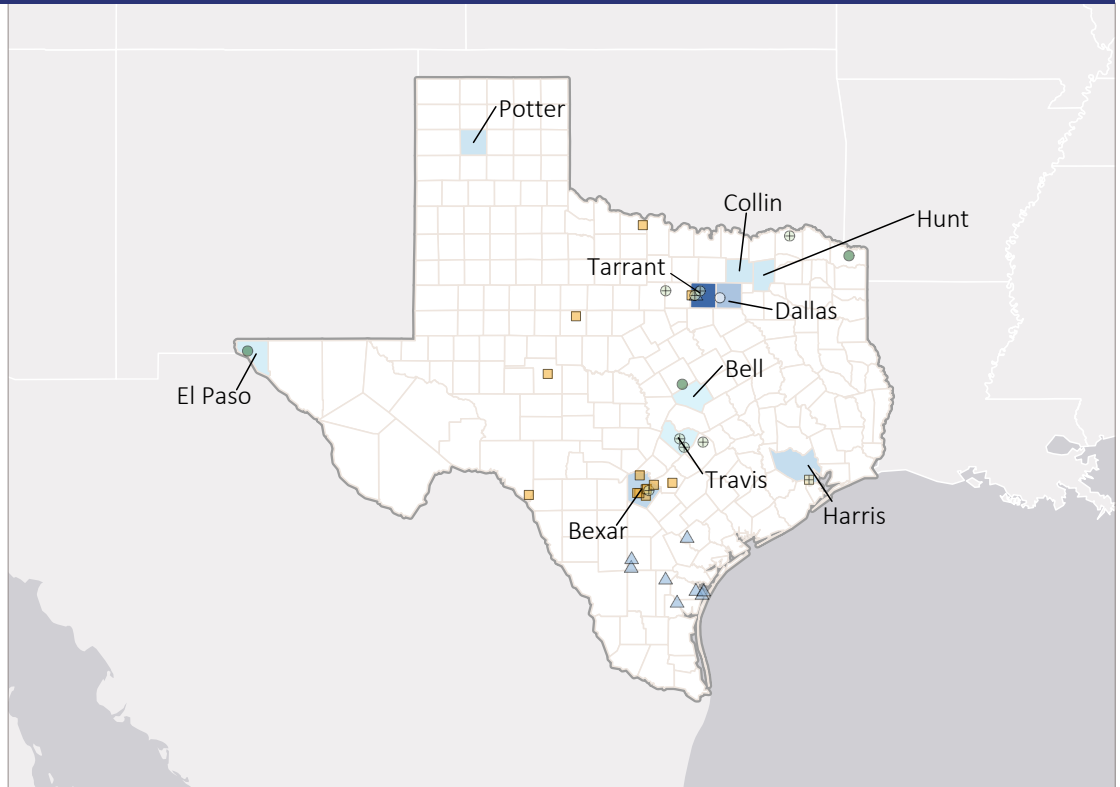 Potter
Collin
Hunt
Tarrant
Dallas
Bell
El Paso
Travis
Harris
Bexar